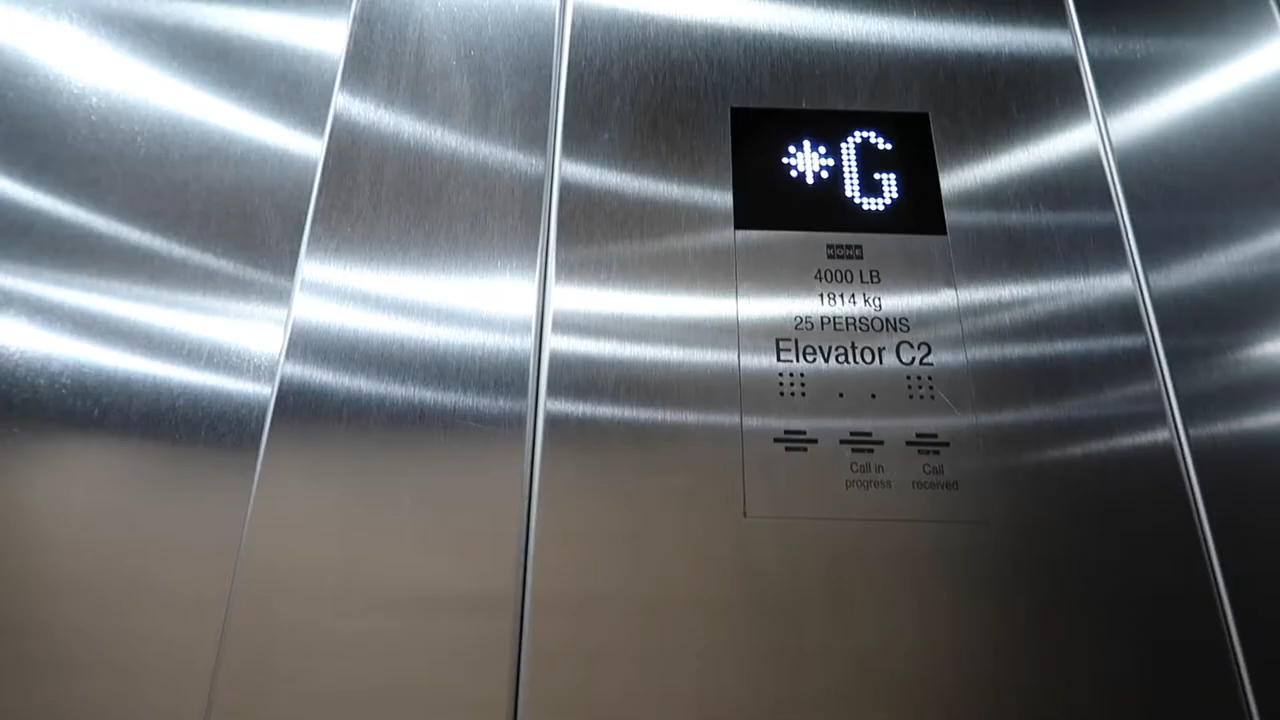 *G
KONE
4000 LB
1814 kg
25 PERSONS
Elevator C2
Call in
progress
Call
received